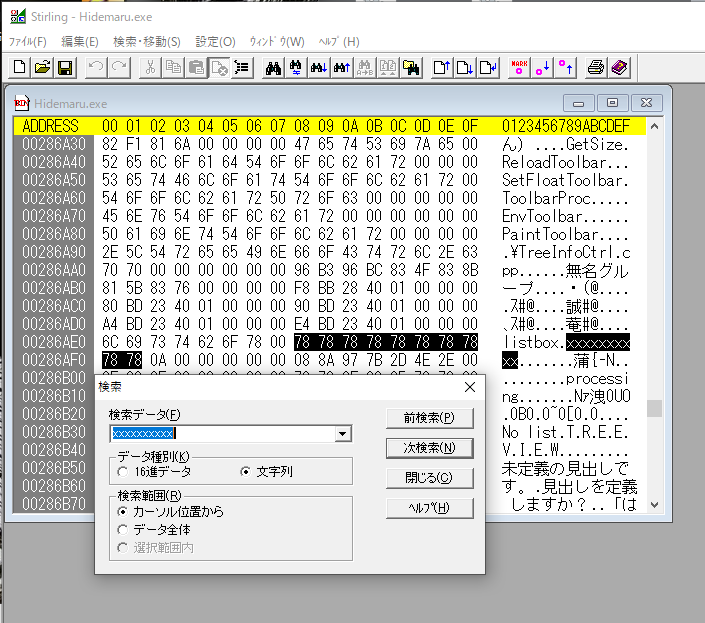 Stirling - Hidemaru.exe
ﾌｧｲﾙ(F) 編集(E) 検索・移動(S) 設定(O) ｳｨﾝﾄﾞｳ(W) ﾍﾙﾌﾟ(H)
Hidemaru.exe
ADDRESS 00 01 02 03 04 05 06 07 08 09 0A 0B 0C 0D 0E 0F 0123456789ABCDEF
00286A30 82 F1 81 6A 00 00 00 00 47 65 74 53 69 7A 65 00 ん）....GetSize.
00286A40 52 65 6C 6F 61 64 54 6F 6F 6C 62 61 72 00 00 00 ReloadToolbar...
00286A50 53 65 74 46 6C 6F 61 74 54 6F 6F 6C 62 61 72 00 SetFloatToolbar.
00286A60 54 6F 6F 6C 62 61 72 50 72 6F 63 00 00 00 00 00 ToolbarProc.....
00286A70 45 6E 76 54 6F 6F 6C 62 61 72 00 00 00 00 00 00 EnvToolbar......
00286A80 50 61 69 6E 74 54 6F 6F 6C 62 61 72 00 00 00 00 PaintToolbar....
00286A90 2E 5C 54 72 65 65 49 6E 66 6F 43 74 72 6C 2E 63 .¥TreeInfoCtrl.c
00286AA0 70 70 00 00 00 00 00 00 96 B3 96 BC 83 4F 83 8B pp......無名グル
00286AB0 81 5B 83 76 00 00 00 00 F8 BB 28 40 01 00 00 00 ープ....・(@....
00286AC0 80 BD 23 40 01 00 00 00 90 BD 23 40 01 00 00 00 .ｽ#@....誠#@....
00286AD0 A4 BD 23 40 01 00 00 00 E4 BD 23 40 01 00 00 00 ､ｽ#@....菴#@....
00286AE0 6C 69 73 74 62 6F 78 00 78 78 78 78 78 78 78 78 listbox.xxxxxxxx
00286AF0 78 78 0A 00 00 00 00 00 08 8A 97 7B 2D 4E 2E 00 xx.......蒲{-N..
00286B00 ........processi
00286B10 ng......Nｧ洩0U0
00286B20 .0B0.0~0[0.0....
00286B30 No list.T.R.E.E.
00286B40 V.I.E.W.........
00286B50 未定義の見出しで
00286B60 す。.見出しを定義
00286B70 しますか？..「は
検索
検索データ(F)
xxxxxxxxxx
前検索(P)
次検索(N)
データ種別(K)
16進データ 文字列
閉じる(C)
検索範囲(R)
カーソル位置から
ﾍﾙﾌﾟ(H)
データ全体
選択範囲内